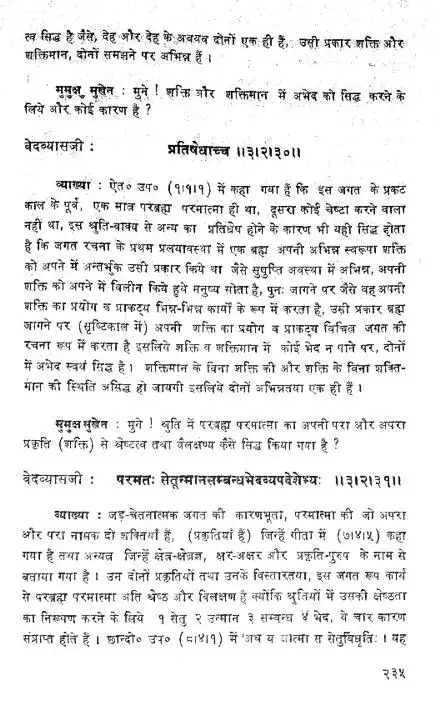 त्व सिद्ध है जैसे, देह और देह के अवयव दोनों एक ही हैं, उसी प्रकार शक्ति और
शक्तिमान, दोनों समझने पर अभिन्न हैं ।
मुमुक्षु मुखेन : मुने ! शक्ति और शक्तिमान में अभेद को सिद्ध करने के
लिये और कोई कारण है ?
वेदव्यासजी : प्रतिषेधाच्च ॥३।२।३०॥
व्याख्या : ऐत० उप० (१।१।१) में कहा गया हैं कि इस जगत के प्रकट
काल के पूर्व, एक मात्र परब्रह्म परमात्मा ही था, दूसरा कोई चेष्टा करने वाला
नहीं था, इस श्रुति-वाक्य से अन्य का प्रतिषेध होने के कारण भी यही सिद्ध होता
है कि जगत रचना के प्रथम प्रलयावस्था में एक ब्रह्म अपनी अभिन्न स्वरूपा शक्ति
को अपने में अन्तर्भुक उसी प्रकार किये था जैसे सुषुप्ति अवस्था में अभिन्न, अपनी
शक्ति को अपने में विलीन किये हुये मनुष्य सोता है, पुनः जागने पर जैसे वह अपनी
शक्ति का प्रयोग व प्राकट्य भिन्न-भिन्न कार्यों के रूप में करता है, उसी प्रकार ब्रह्म
जागने पर (सृष्टिकाल में) अपनी शक्ति का प्रयोग व प्राकट्य विचित्र जगत की
रचना रूप में करता है इसलिये शक्ति व शक्तिमान में कोई भेद न पाने पर, दोनों
में अभेद स्वयं सिद्ध है । शक्तिमान के विना शक्ति की और शक्ति के विना शक्ति-
मान की स्थिति असिद्ध हो जायगी इसलिये दोनों अभिन्नतया एक ही हैं ।
मुमुक्षु मुखेन : मुने ! श्रुति में परब्रह्म परमात्मा का अपनी परा और अपरा
प्रकृति (शक्ति) से श्रेष्टत्व तथा वैलक्षण्य कैसे सिद्ध किया गया है ?
वेदव्यासजी : परमतः सेतून्मानसम्बन्धभेदव्यपदेशेभ्यः ॥३।२।३१॥
व्याख्या : जड़-चेतनात्मक जगत की कारणभूता, परमात्मा की जो अपरा
और परा नामक दो शक्तियाँ हैं, (प्रकृतियाँ हैं) जिन्हें गीता में (७।४।५) कहा
गया है तथा अन्यत्र जिन्हें क्षेत्र-क्षेत्रज्ञ, क्षर-अक्षर और प्रकृति-पुरुष के नाम से
बताया गया है । उन दोनों प्रकृतियों तथा उनके विस्तारतया, इस जगत रूप कार्य
से परब्रह्म परमात्मा अति श्रेष्ठ और विलक्षण है क्योंकि श्रुतियों में उसकी श्रेष्ठता
का निरूपण करने के लिये १ सेतु २ उन्मान ३ सम्बन्ध ४ भेद, ये चार कारण
संप्राप्त होते हैं । छान्दो० उप० (८।४।१) में 'अथ य आत्मा स सेतुर्विधृतिः । यह
२३५